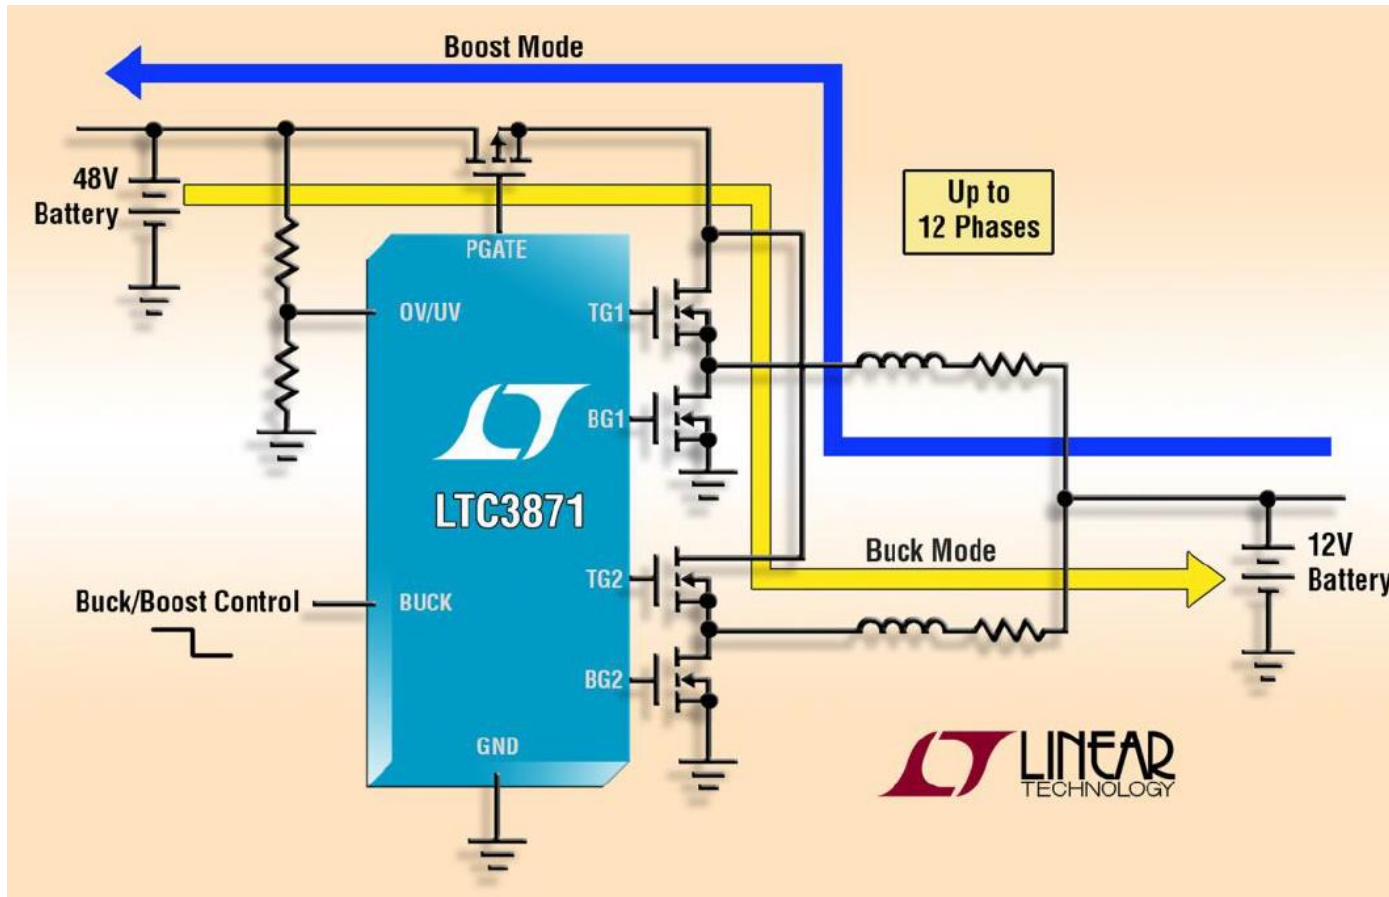 Boost Mode
48V
Battery
Up to
12 Phases
PGATE
OV/UV
TG1
BG1
LTC3871
Buck Mode
12V
Battery
TG2
Buck/Boost Control
BUCK
BG2
GND
LINEAR
TECHNOLOGY